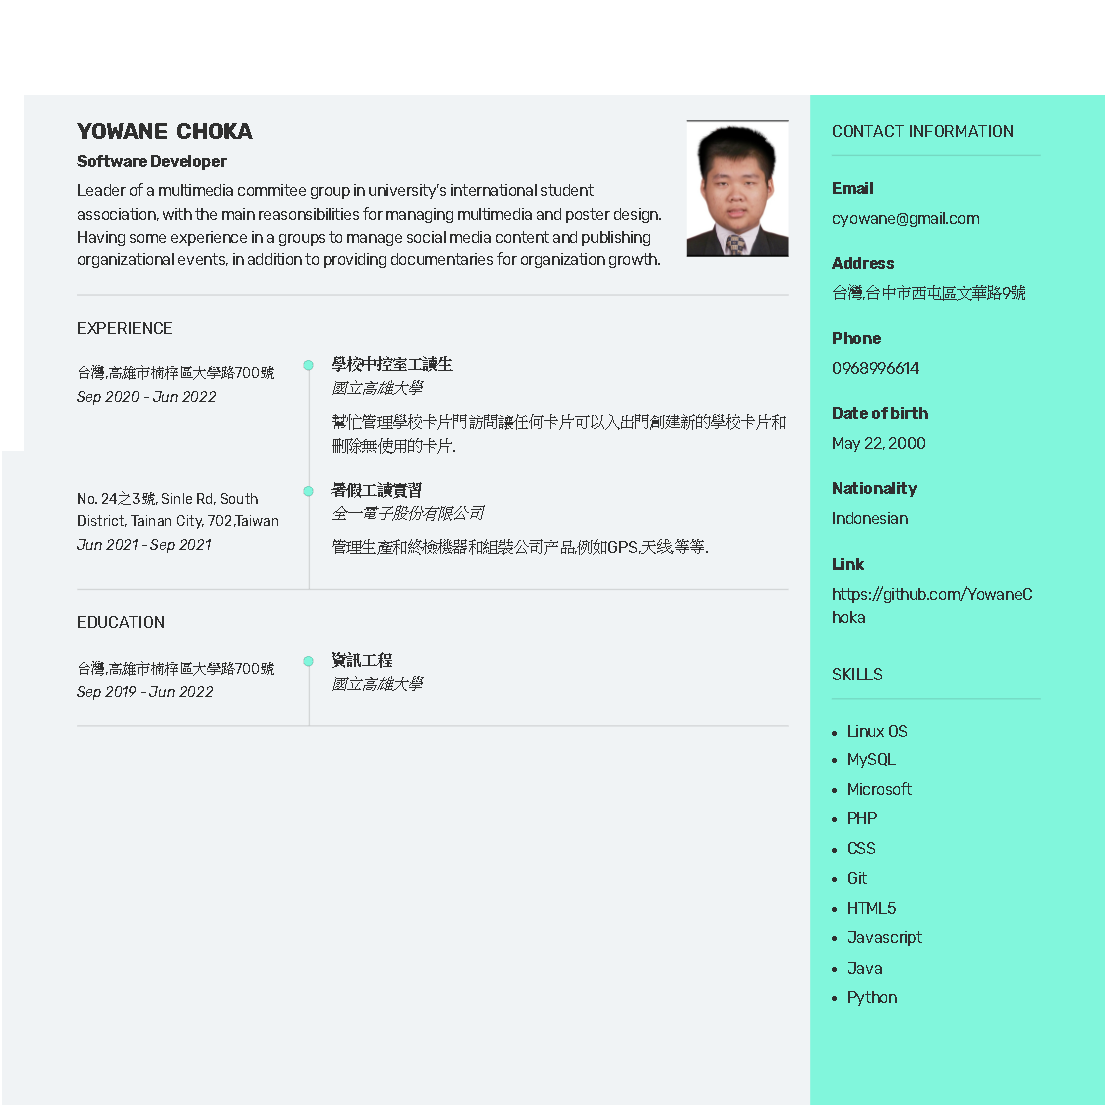 YOWANE CHOKA
Software Developer
Leader of a multimedia commitee group in university's international student
association, with the main reasonsibilities for managing multimedia and poster design.
Having some experience in a groups to manage social media content and publishing
organizational events, in addition to providing documentaries for organization growth.
EXPERIENCE
台灣,高雄市楠梓區大學路700號
Sep 2020 - Jun 2022
學校中控室工讀生
國立高雄大學
幫忙管理學校卡片門訪問讓任何卡片可以入出門創建新的學校卡片和
刪除無使用的卡片.
No. 24之3號, Sinle Rd, South
District, Tainan City, 702,Taiwan
Jun 2021 - Sep 2021
暑假工讀實習
全一電子股份有限公司
管理生產和終檢機器和組裝公司产品,例如GPS,天线,等等.
EDUCATION
台灣,高雄市楠梓區大學路700號
Sep 2019 - Jun 2022
資訊工程
國立高雄大學
CONTACT INFORMATION
Email
cyowane@gmail.com
Address
台灣,台中市西屯區文華路9號
Phone
0968996614
Date of birth
May 22, 2000
Nationality
Indonesian
Link
https://github.com/YowaneC
hoka
SKILLS
• Linux OS
• MySQL
• Microsoft
• PHP
• CSS
• Git
• HTML5
• Javascript
• Java
• Python